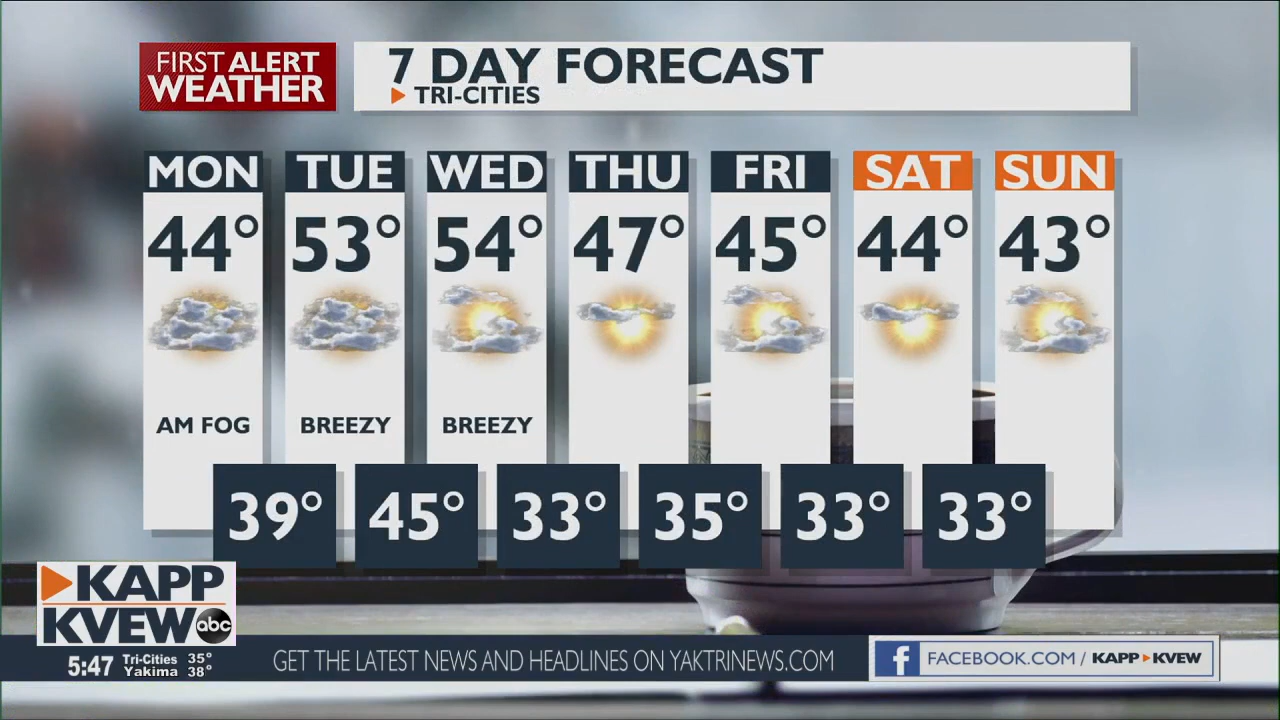 FIRST ALERT
WEATHER
7 DAY FORECAST
TRI-CITIES
MON TUE WED THU FRI SAT SUN
44° 53° 54° 47° 45° 44° 43°
AM FOG BREEZY BREEZY
39° 45° 33° 35° 33° 33°
KAPP
KVEW abc
5:47 Tri-Cities 35°
Yakima 38°
GET THE LATEST NEWS AND HEADLINES ON YAKTRINEWS.COM
f FACEBOOK.COM / KAPP KVEW